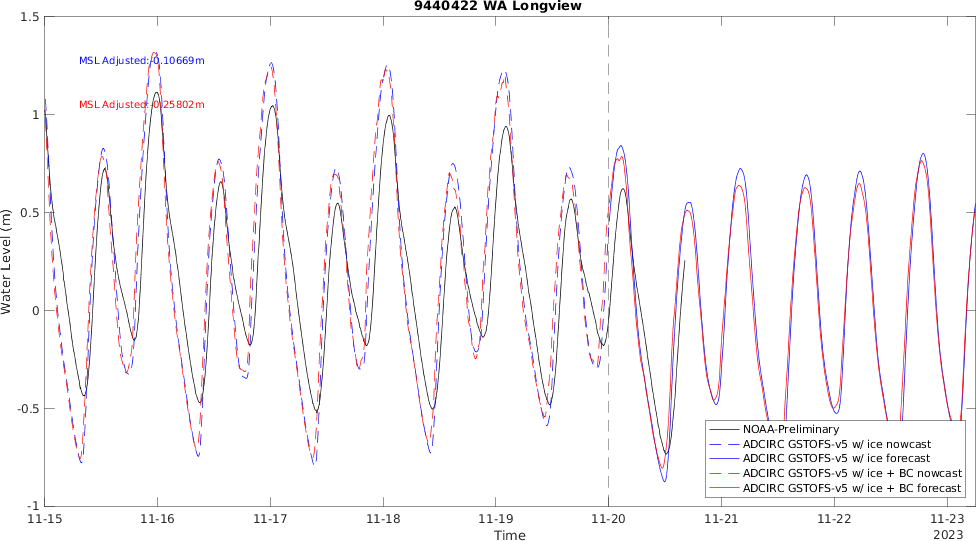 9440422 WA Longview
1.5
MSL Adjusted:-0.10669m
MSL Adjusted:-0.25802m
1
0.5
0
-0.5
-1
Water Level (m)
NOAA-Preliminary
ADCIRC GSTOFS-v5 w/ ice nowcast
ADCIRC GSTOFS-v5 w/ ice forecast
ADCIRC GSTOFS-v5 w/ ice + BC nowcast
ADCIRC GSTOFS-v5 w/ ice + BC forecast
11-15 11-16 11-17 11-18 11-19 11-20 11-21 11-22 11-23
Time 2023